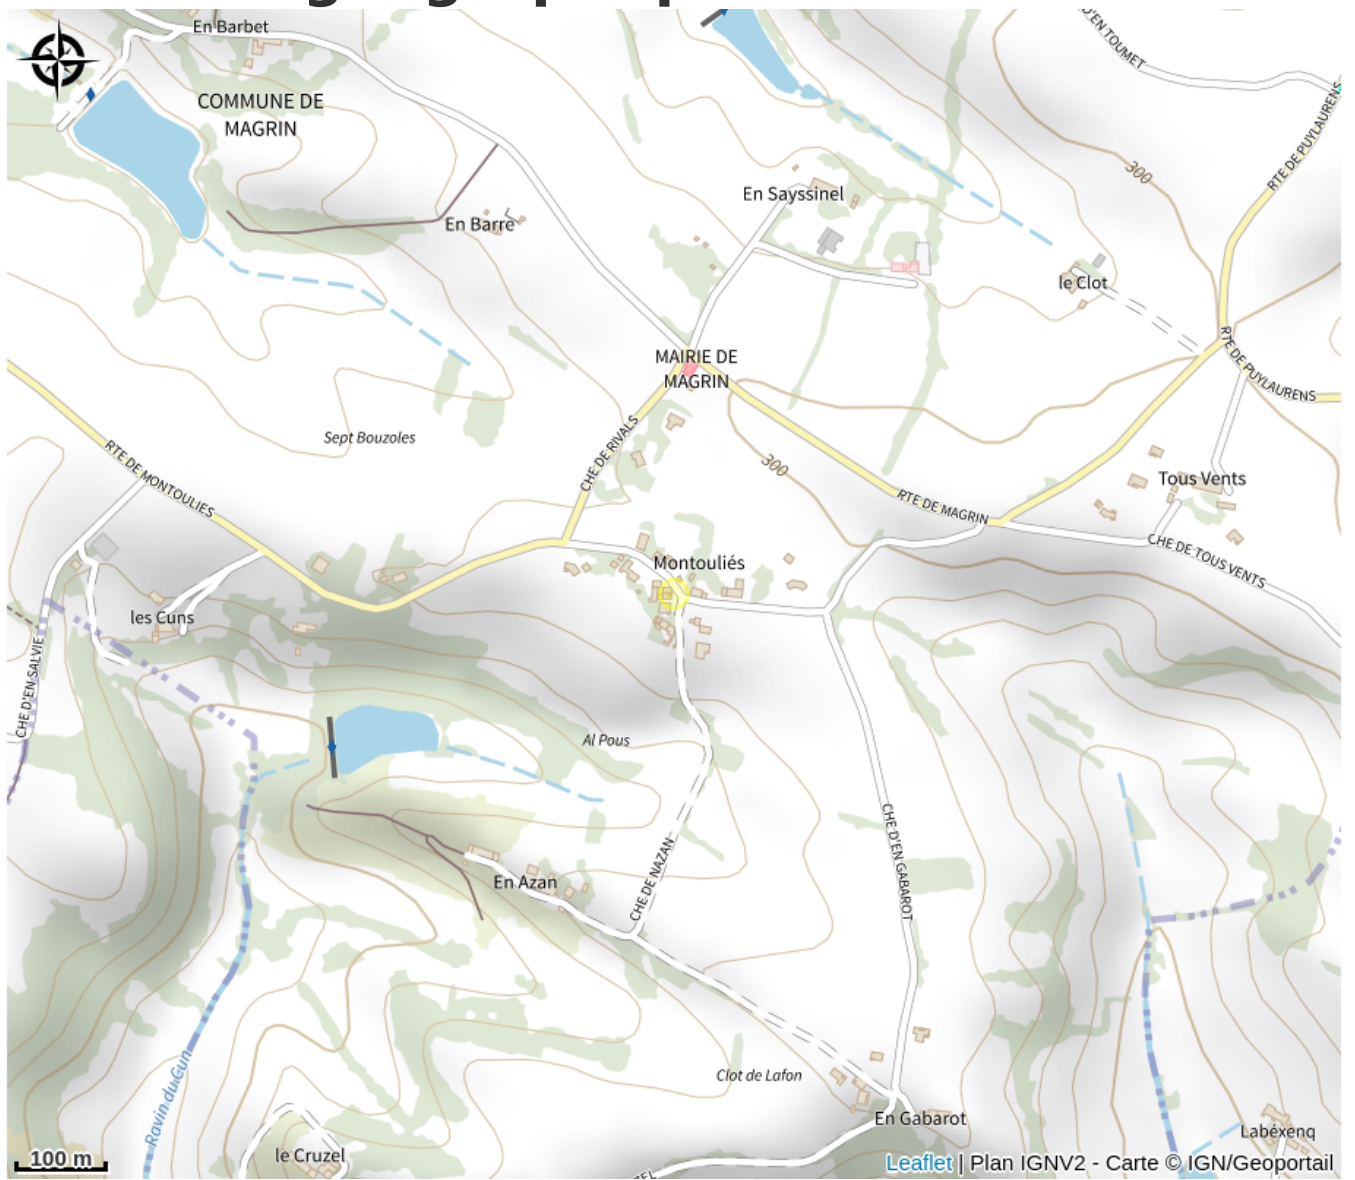 En Barbet
D'EN TOUMET
COMMUNE DE
MAGRIN
RTE DE PUYLAURENS
300
En Sayssinel
En Barre
le Clot
MAIRIE DE
MAGRIN
RTE DE PUYLAURENS
Sept Bouzoles
CHE DE RIVALS
300
RTE DE MONTOULIES
Tous Vents
RTE DE MAGRIN
CHE DE TOUS VENTS
Montouliés
les Cuns
CHE D'EN SALVIE
Al Pous
CHE D'EN GABAROT
CHE DE NAZAN
En Azan
Ravin du Cun
Clot de Lafon
En Gabarot
Labexenq
le Cruzel
100 m
Leaflet | Plan IGNV2 - Carte © IGN/Geoportail